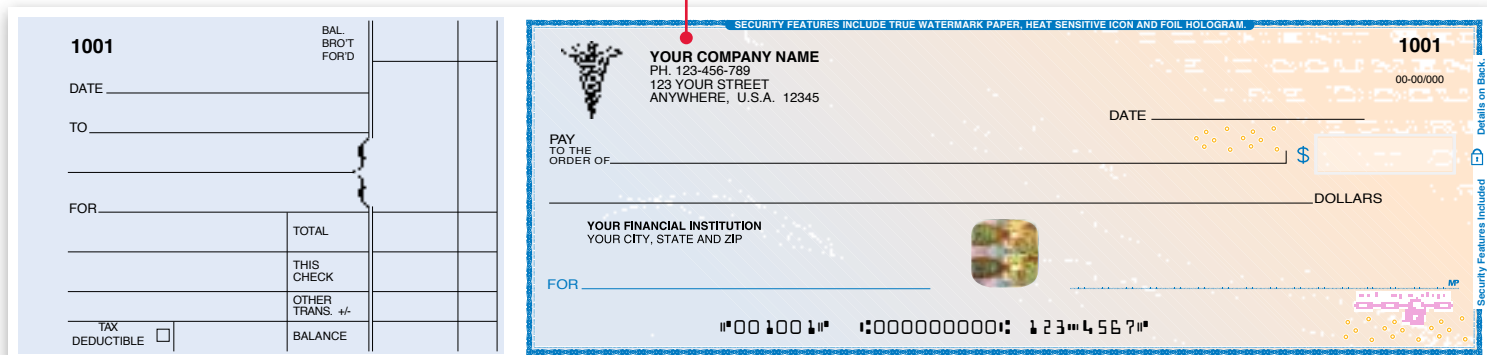 1001
BAL.
BRO'T
FOR'D
DATE
TO
FOR
TOTAL
THIS
CHECK
OTHER
TRANS. +/-
TAX
DEDUCTIBLE
BALANCE
SECURITY FEATURES INCLUDE TRUE WATERMARK PAPER, HEAT SENSITIVE ICON AND FOIL HOLOGRAM.
YOUR COMPANY NAME
PH. 123-456-789
123 YOUR STREET
ANYWHERE, U.S.A. 12345
1001
00-00/000
DATE
PAY
TO THE
ORDER OF
$
DOLLARS
YOUR FINANCIAL INSTITUTION
YOUR CITY, STATE AND ZIP
FOR
MP
⑈001001⑈ ⑆000000000⑆ 123⑉4567⑈
Security Features Included Details on Back.